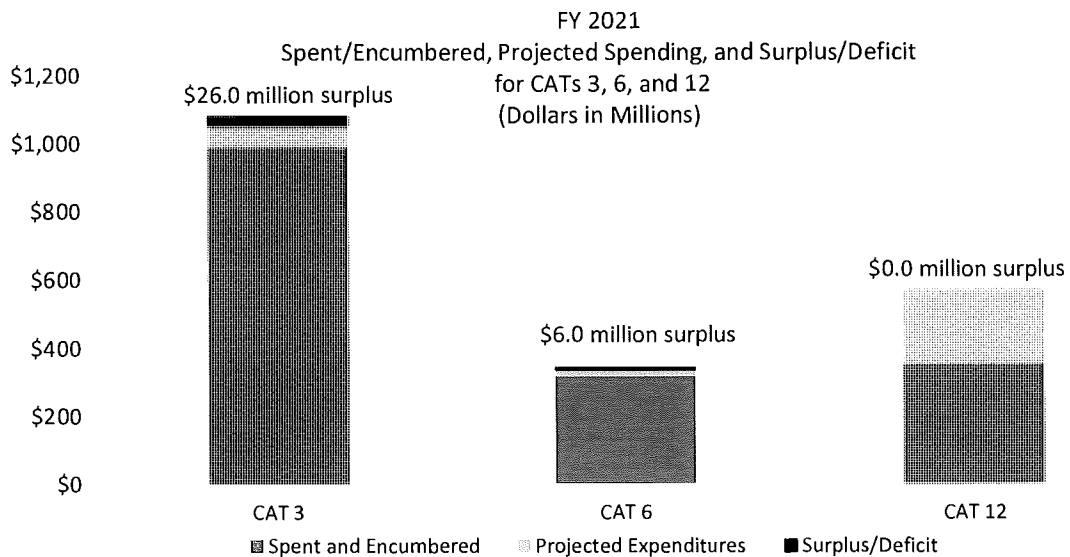 FY 2021
Spent/Encumbered, Projected Spending, and Surplus/Deficit
for CATs 3, 6, and 12
(Dollars in Millions)
$1,200
$1,000
$800
$600
$400
$200
$0
$26.0 million surplus
$6.0 million surplus
$0.0 million surplus
CAT 3
CAT 6
CAT 12
Spent and Encumbered
Projected Expenditures
Surplus/Deficit